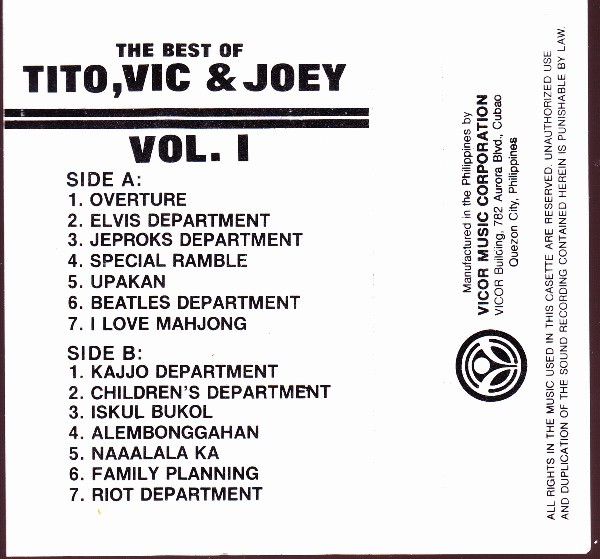 THE BEST OF
TITO,VIC & JOEY
VOL. I
SIDE A:
1. OVERTURE
2. ELVIS DEPARTMENT
3. JEPROKS DEPARTMENT
4. SPECIAL RAMBLE
5. UPAKAN
6. BEATLES DEPARTMENT
7. I LOVE MAHJONG
SIDE B:
1. KAJJO DEPARTMENT
2. CHILDREN'S DEPARTMENT
3. ISKUL BUKOL
4. ALEMBONGGAHAN
5. NAAALALA KA
6. FAMILY PLANNING
7. RIOT DEPARTMENT
Manufactured in the Philippines by
VICOR MUSIC CORPORATION
VICOR Building, 782 Aurora Blvd., Cubao
Quezon City, Philippines
ALL RIGHTS IN THE MUSIC USED IN THIS CASETTE ARE RESERVED. UNAUTHORIZED USE
AND DUPLICATION OF THE SOUND RECORDING CONTAINED HEREIN IS PUNISHABLE BY LAW.